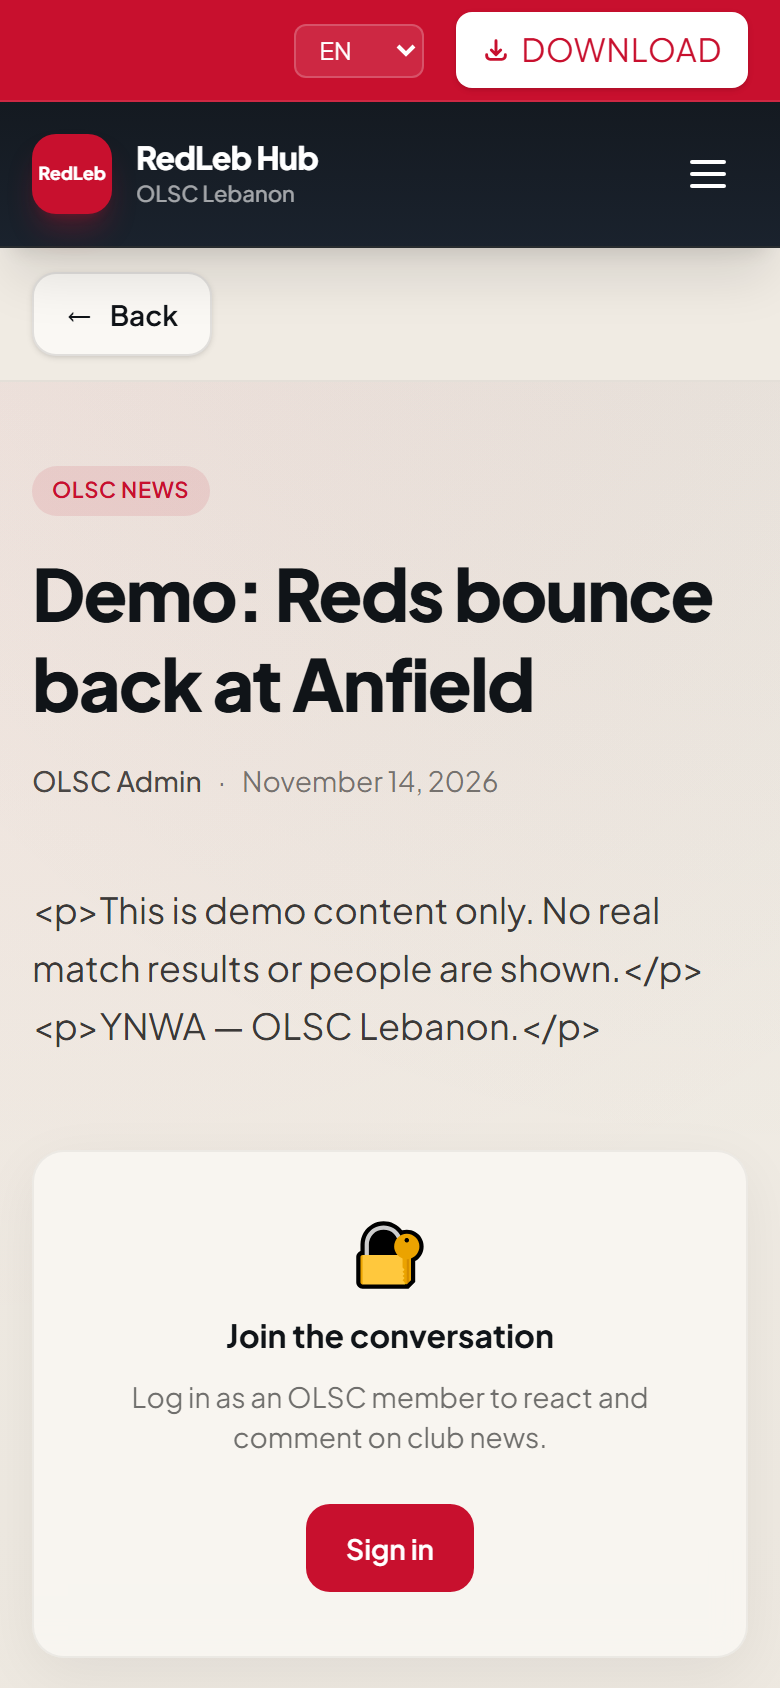 EN
DOWNLOAD
RedLeb
RedLeb Hub
OLSC Lebanon
← Back
OLSC NEWS
Demo: Reds bounce
back at Anfield
OLSC Admin · November 14, 2026
<p>This is demo content only. No real
match results or people are shown.</p>
<p>YNWA — OLSC Lebanon.</p>
Join the conversation
Log in as an OLSC member to react and
comment on club news.
Sign in